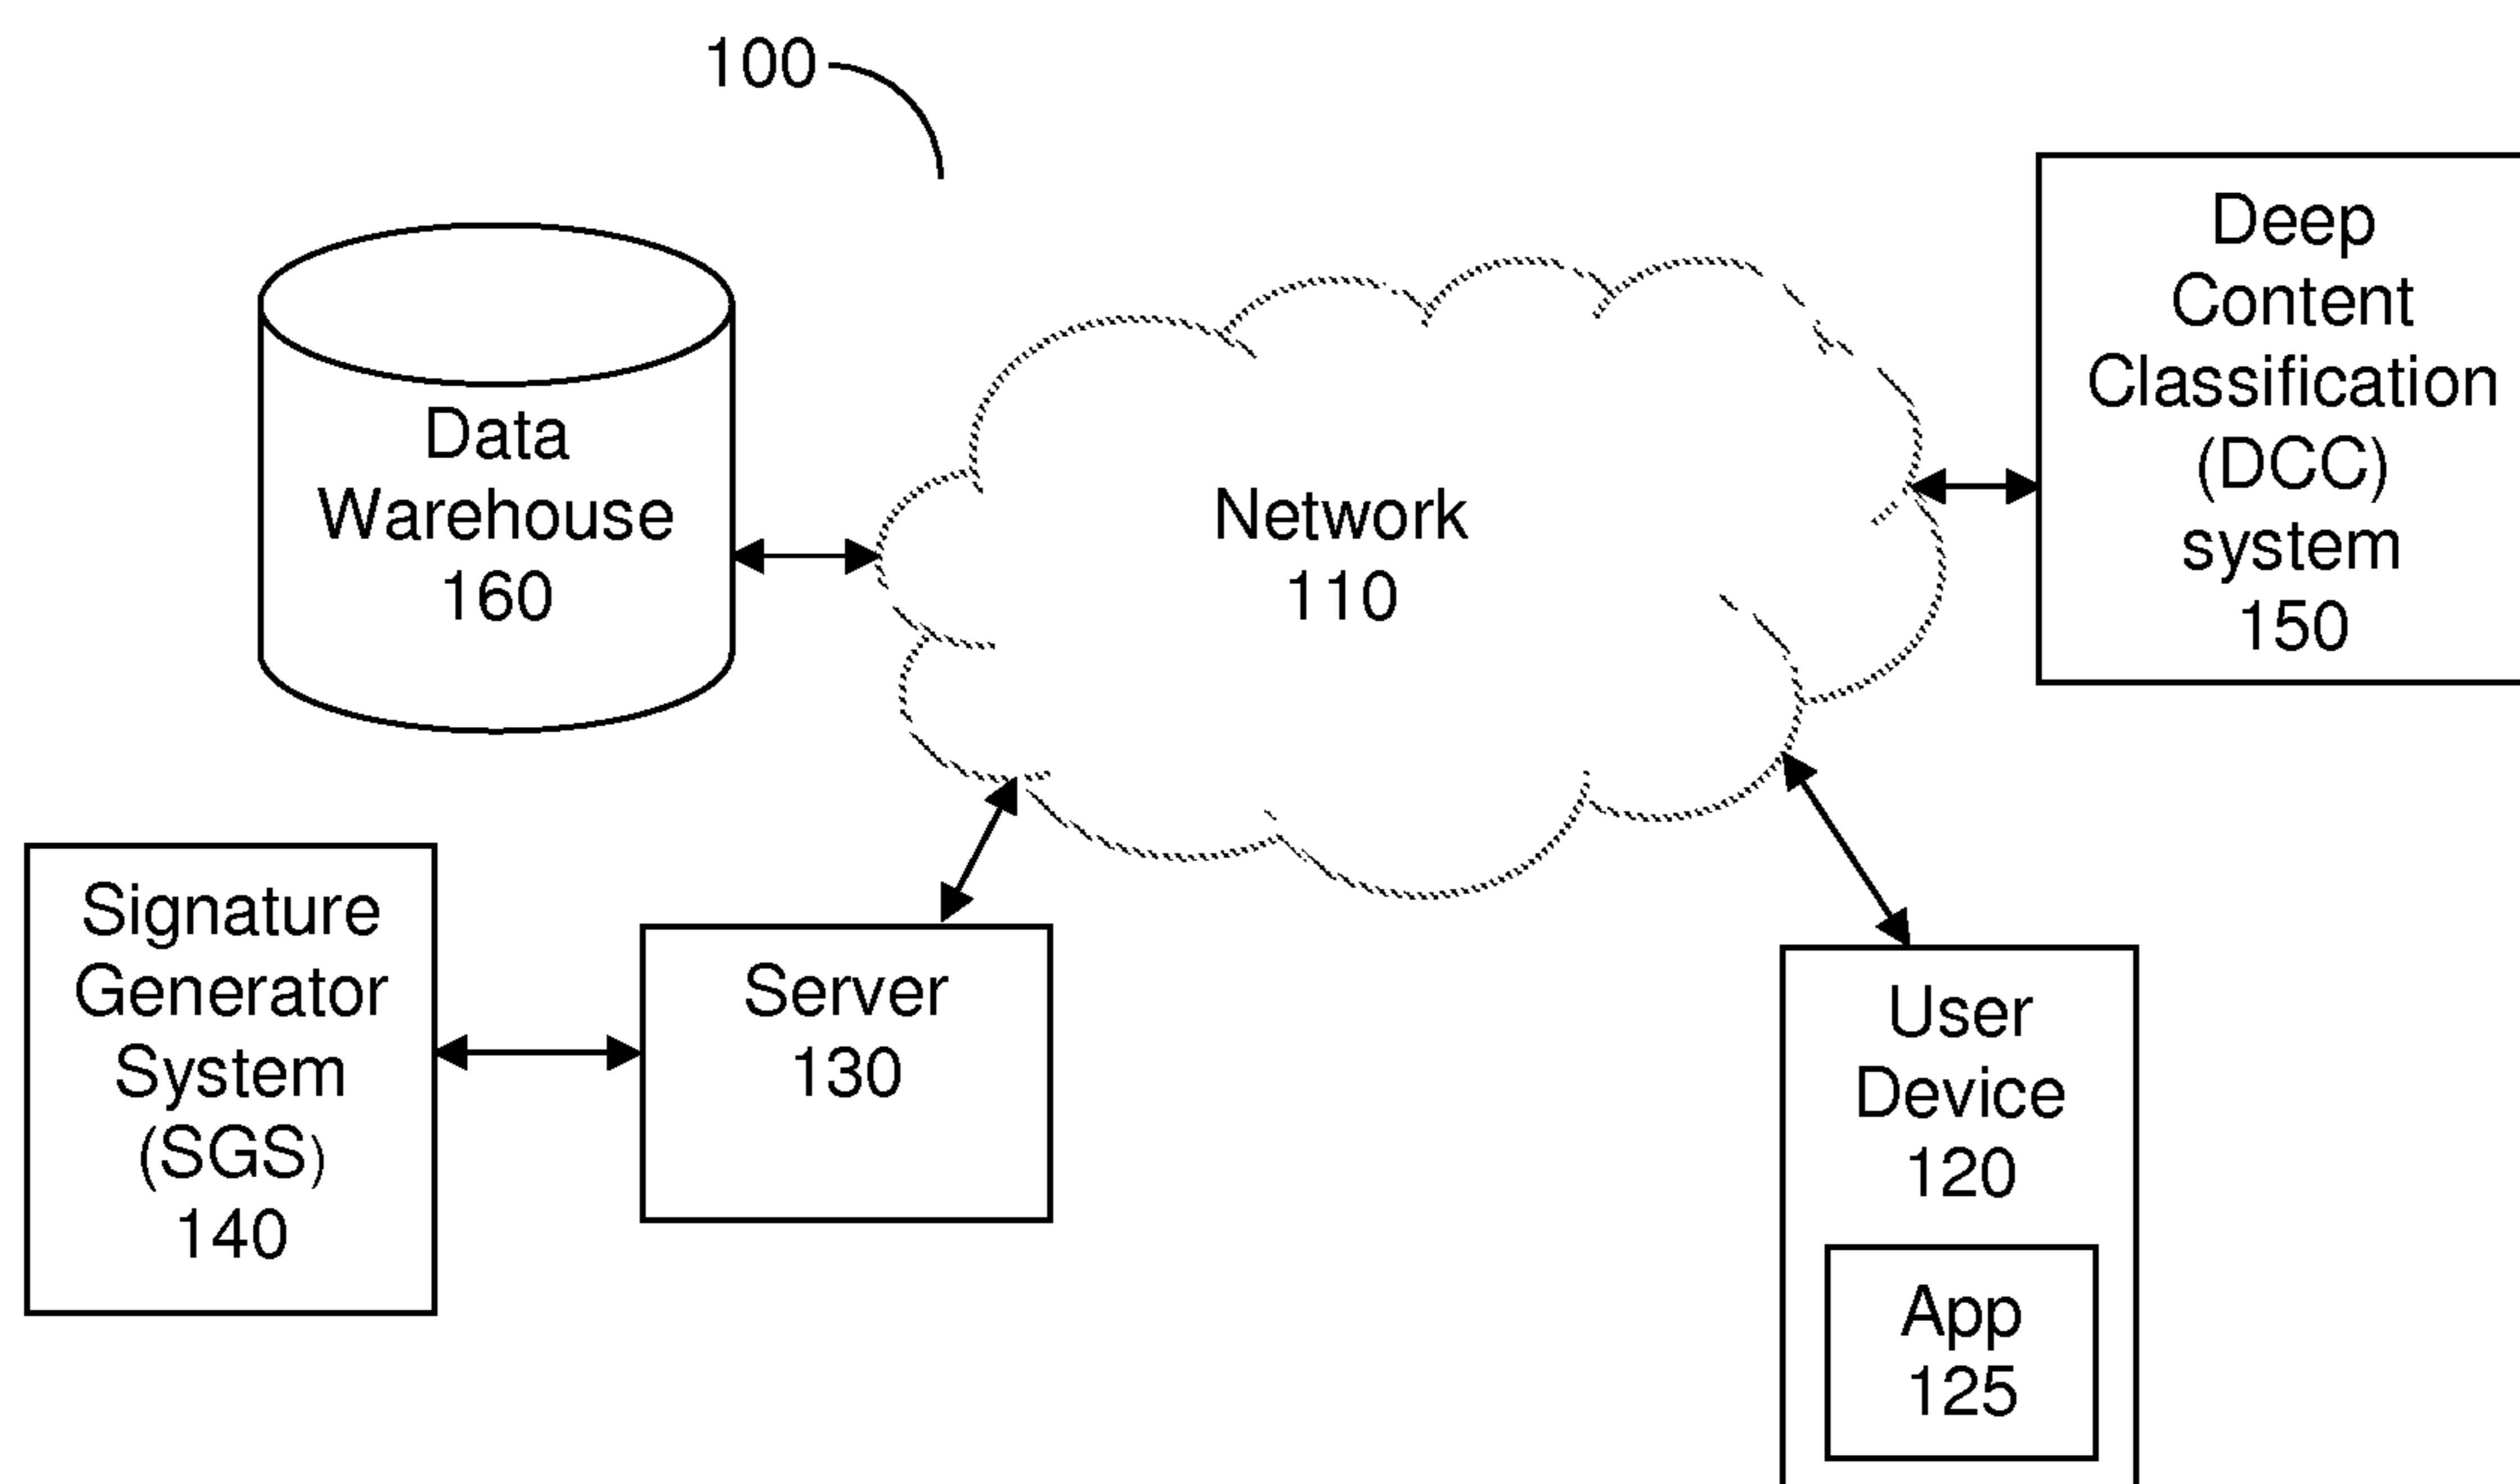 100
Data
Warehouse
160
Network
110
Deep
Content
Classification
(DCC)
system
150
Signature
Generator
System
(SGS)
140
Server
130
User
Device
120
App
125